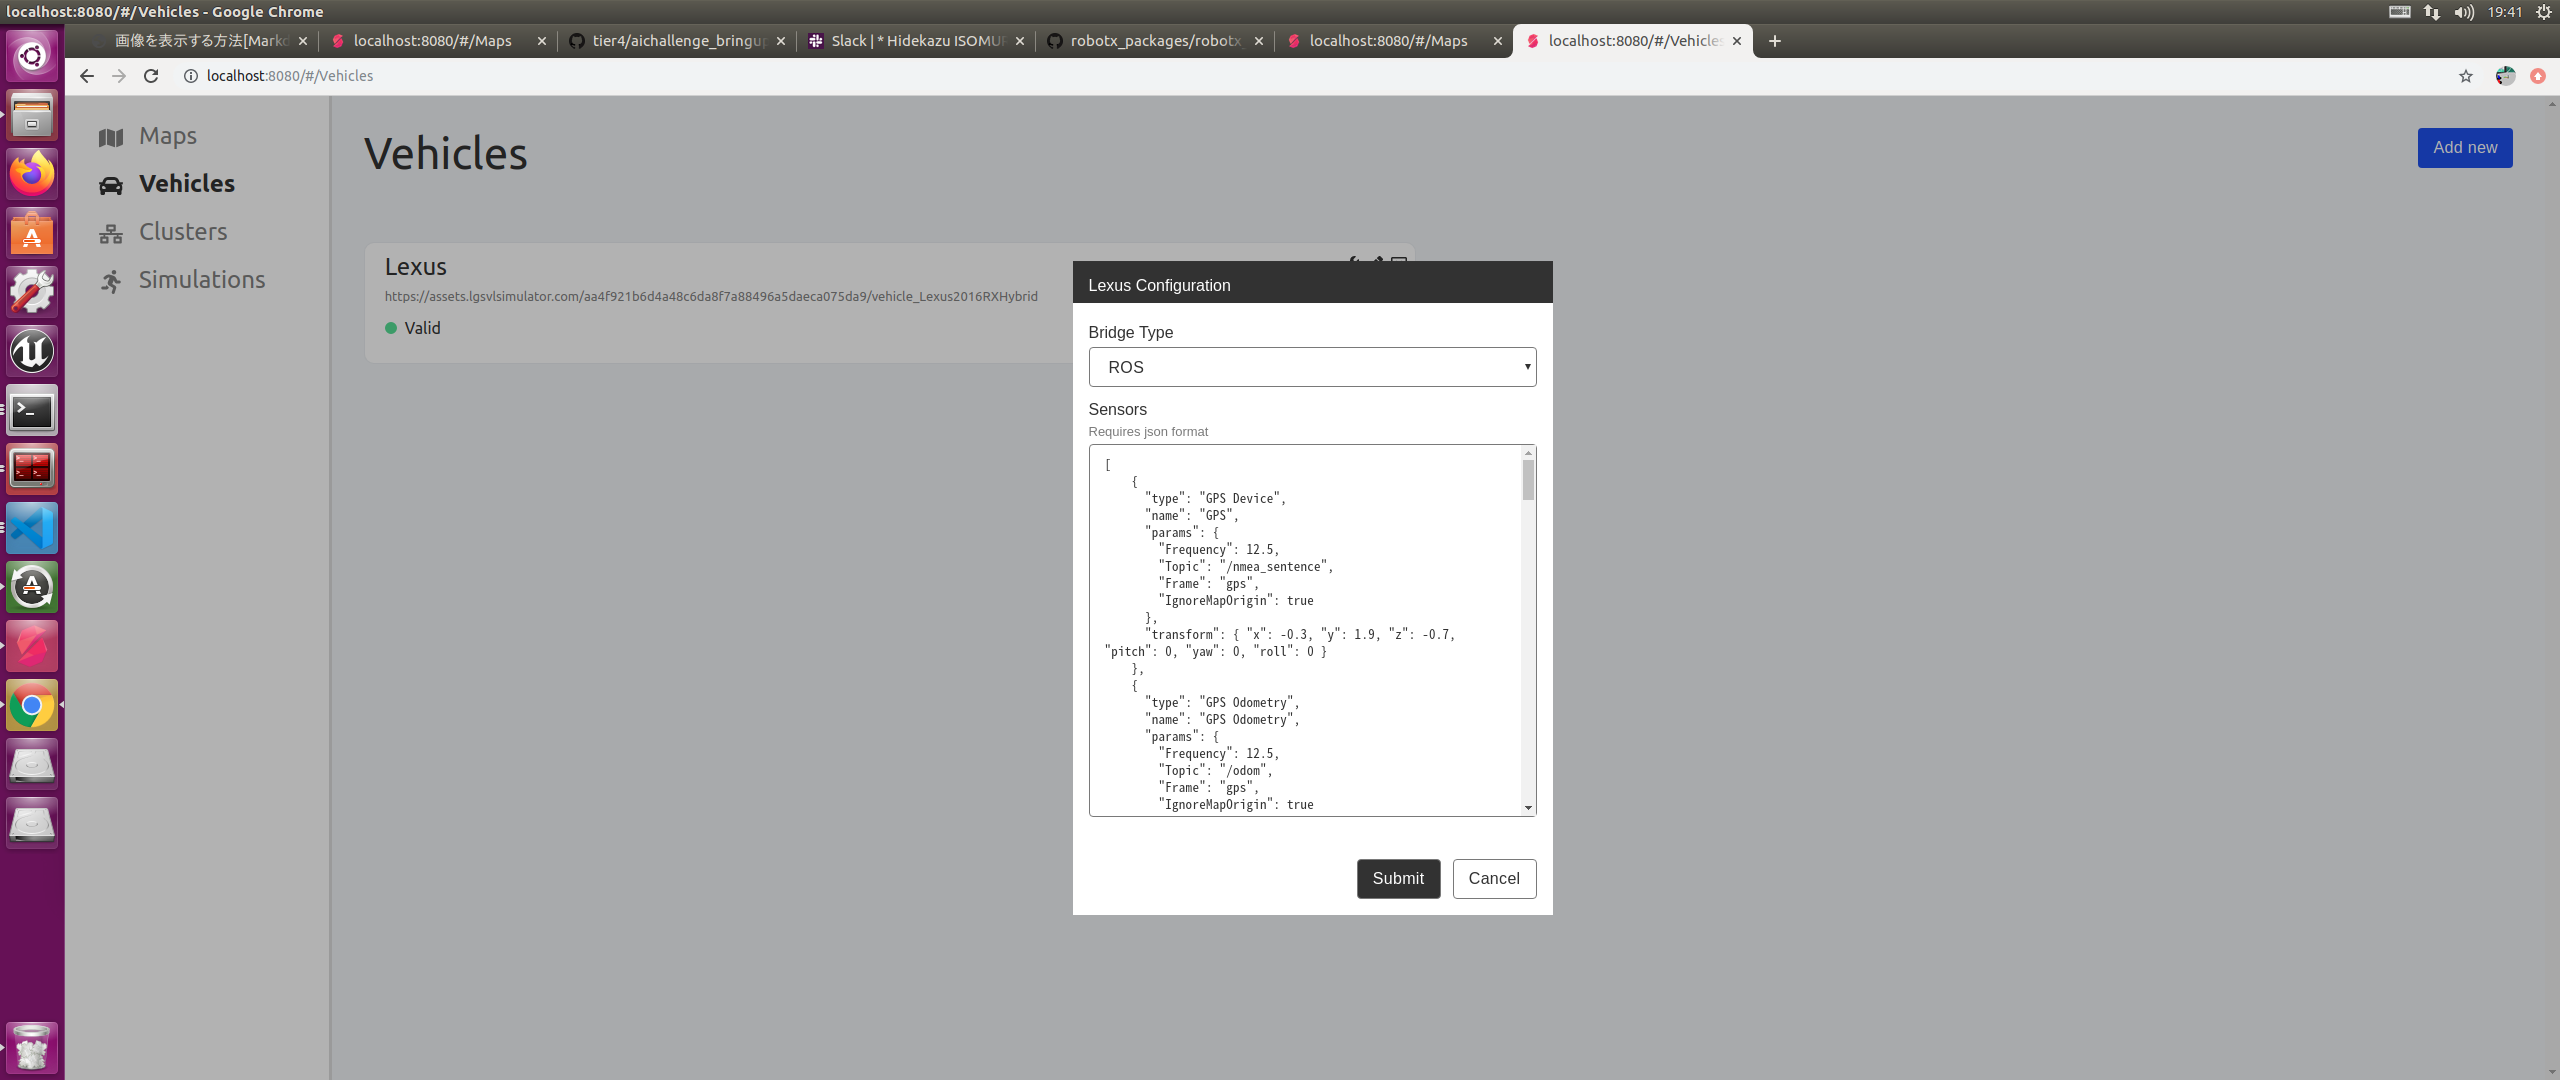 localhost:8080/#/Vehicles - Google Chrome
19:41
画像を表示する方法[Markd
localhost:8080/#/Maps
tier4/aichallenge_bringup
Slack | * Hidekazu ISOMUR
robotx_packages/robotx_
localhost:8080/#/Maps
localhost:8080/#/Vehicles
localhost:8080/#/Vehicles
Maps
Vehicles
Clusters
Simulations
Vehicles
Add new
Lexus
https://assets.lgsvlsimulator.com/aa4f921b6d4a48c6da8f7a88496a5daeca075da9/vehicle_Lexus2016RXHybrid
Valid
Lexus Configuration
Bridge Type
ROS
Sensors
Requires json format
[
{
"type": "GPS Device",
"name": "GPS",
"params": {
"Frequency": 12.5,
"Topic": "/nmea_sentence",
"Frame": "gps",
"IgnoreMapOrigin": true
},
"transform": { "x": -0.3, "y": 1.9, "z": -0.7,
"pitch": 0, "yaw": 0, "roll": 0 }
},
{
"type": "GPS Odometry",
"name": "GPS Odometry",
"params": {
"Frequency": 12.5,
"Topic": "/odom",
"Frame": "gps",
"IgnoreMapOrigin": true
Submit
Cancel